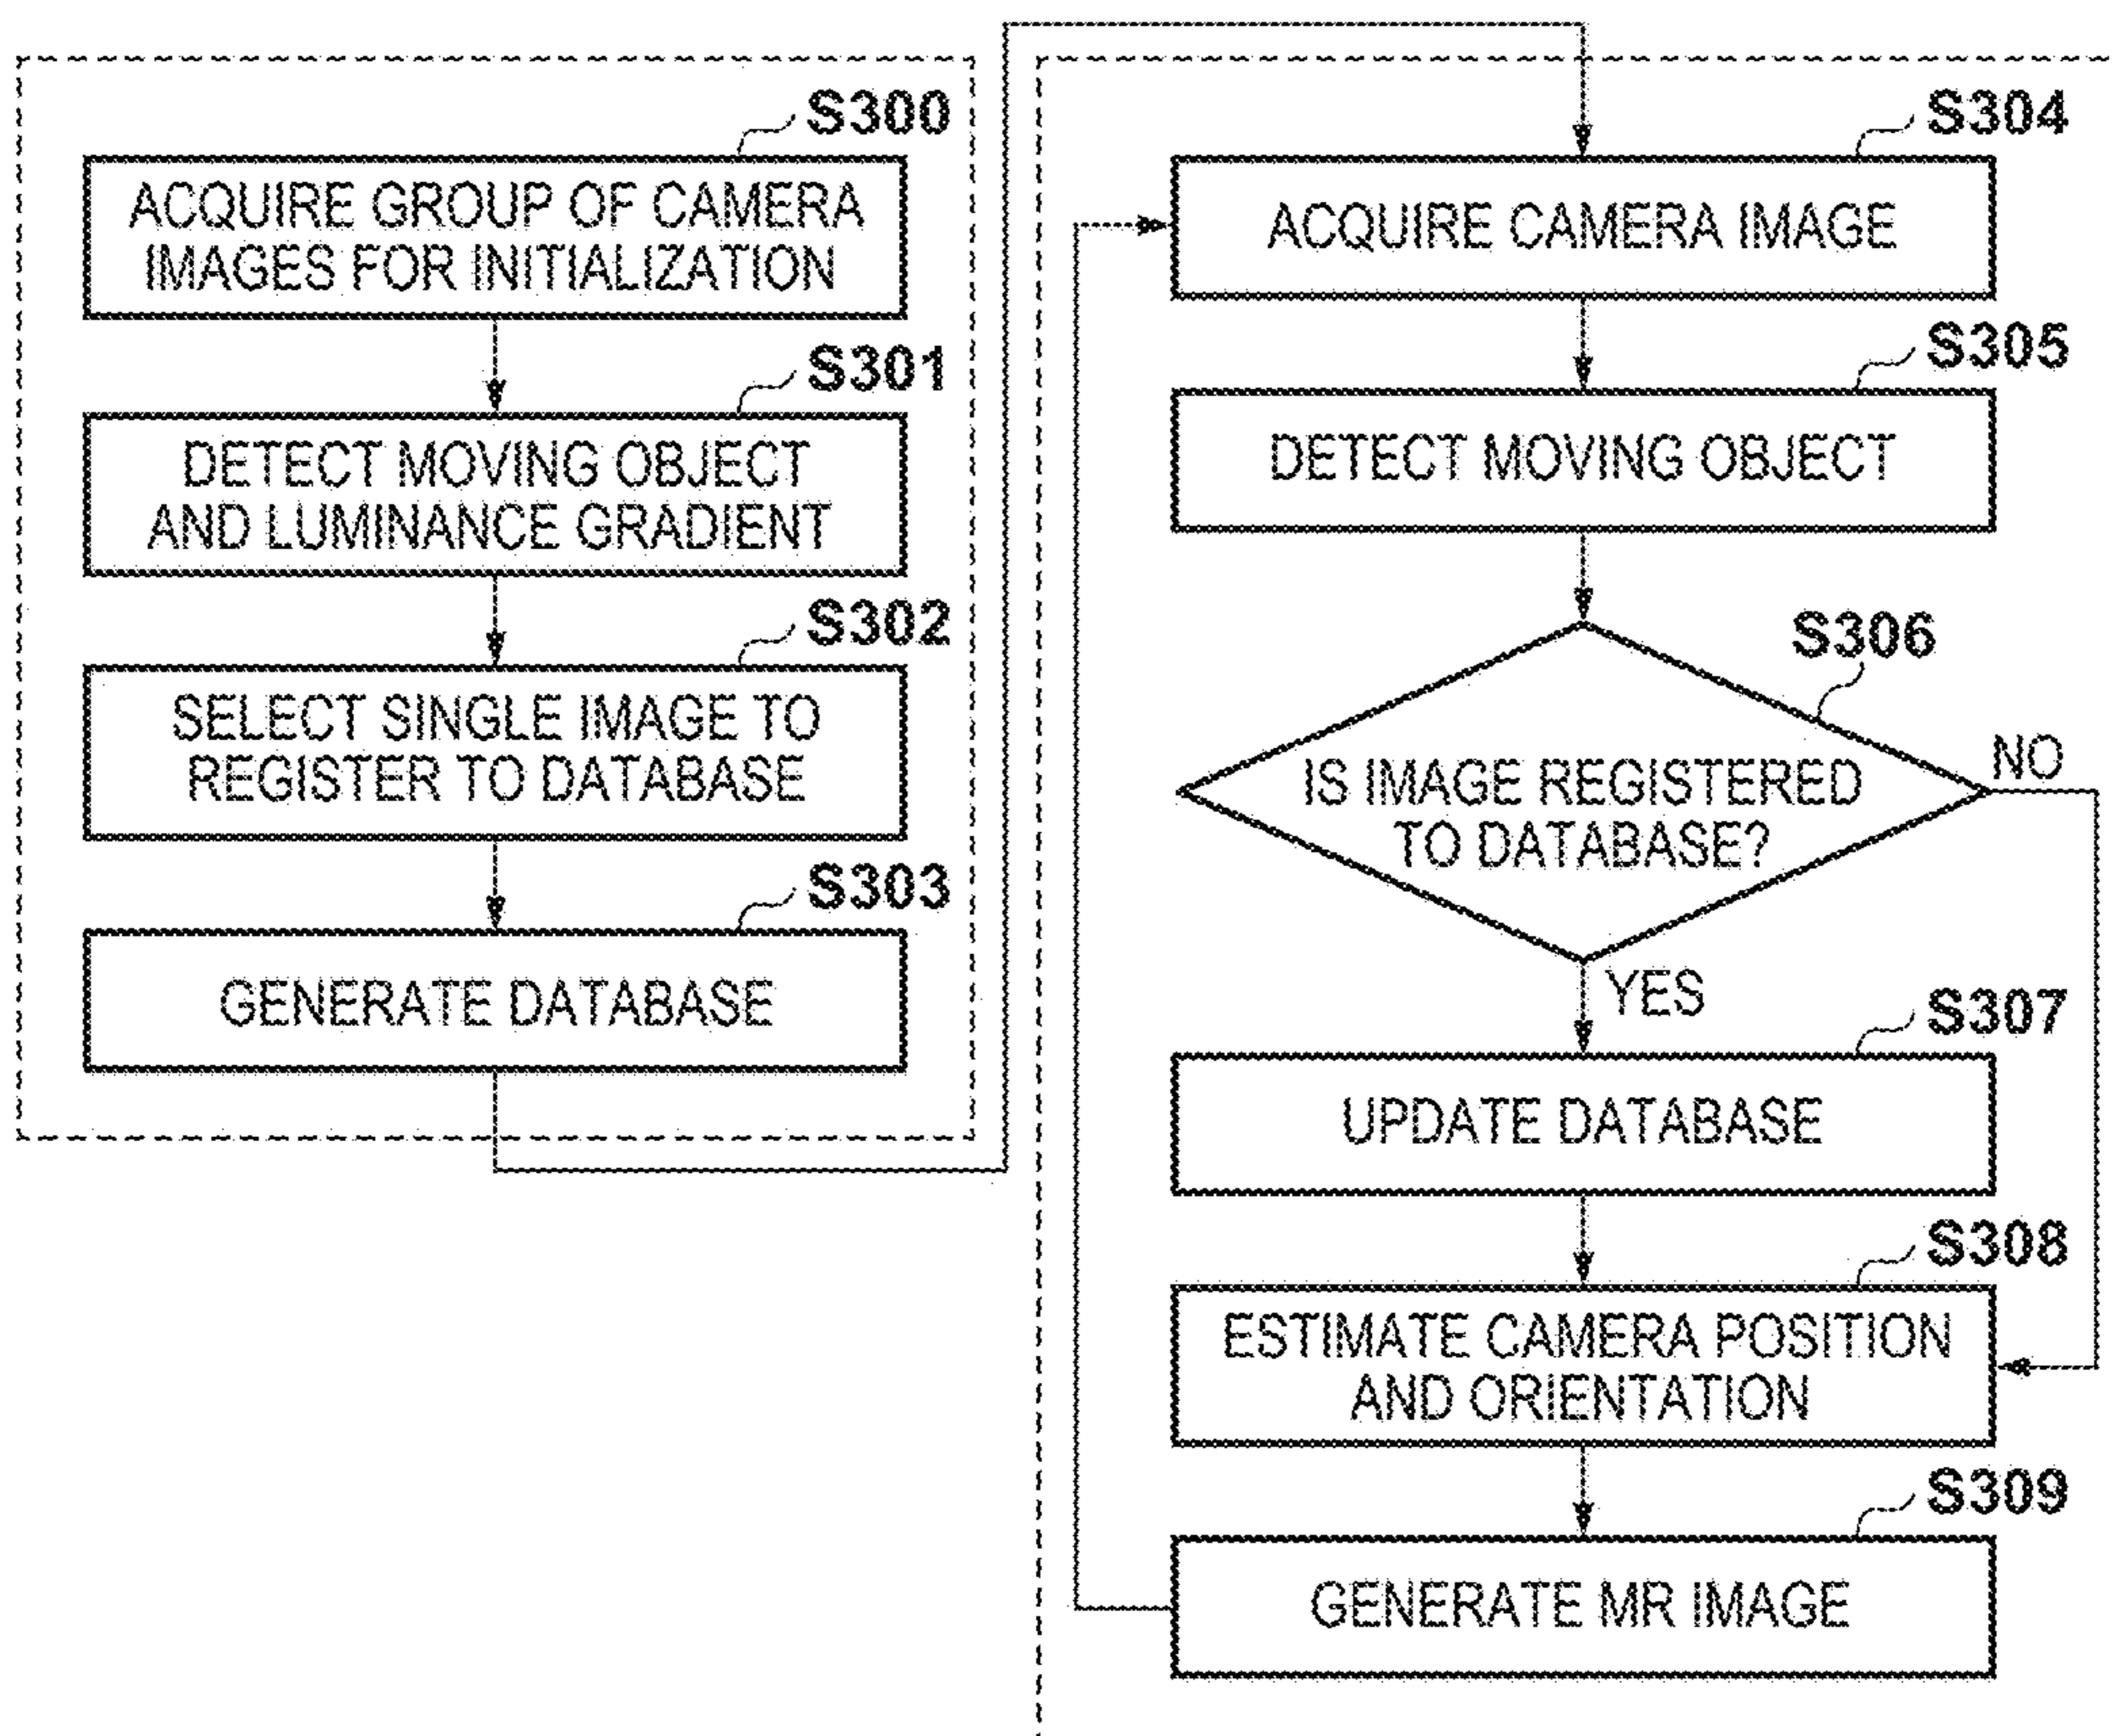 S300
ACQUIRE GROUP OF CAMERA
IMAGES FOR INITIALIZATION
S301
DETECT MOVING OBJECT
AND LUMINANCE GRADIENT
S302
SELECT SINGLE IMAGE TO
REGISTER TO DATABASE
S303
GENERATE DATABASE
S304
ACQUIRE CAMERA IMAGE
S305
DETECT MOVING OBJECT
S306
IS IMAGE REGISTERED
TO DATABASE?
NO
YES
S307
UPDATE DATABASE
S308
ESTIMATE CAMERA POSITION
AND ORIENTATION
S309
GENERATE MR IMAGE